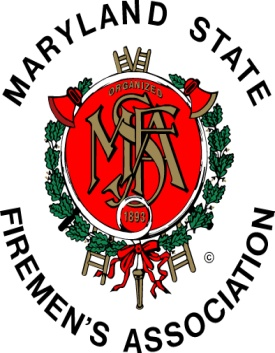 MARYLAND STATE
ORGANIZED
MSFA
1893
©
FIREMEN'S ASSOCIATION